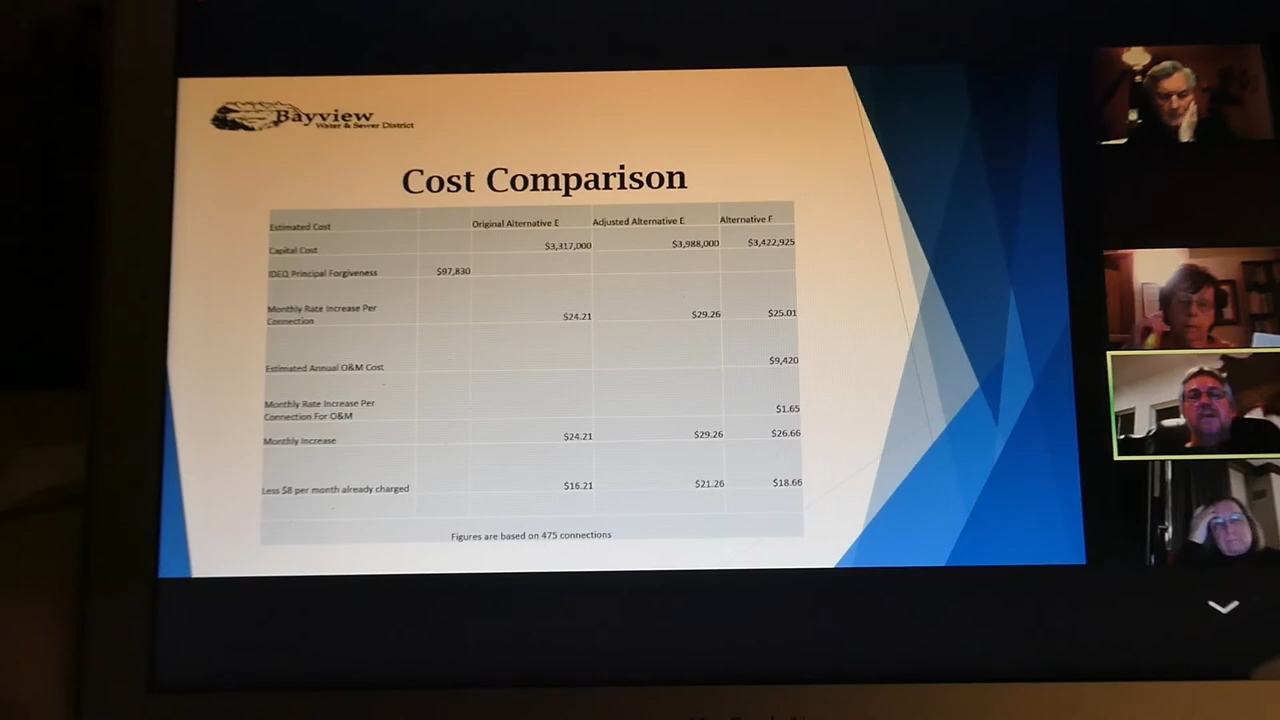 Bayview
Water & Sewer District
Cost Comparison
Estimated Cost Original Alternative E Adjusted Alternative E Alternative F
Capital Cost $3,317,000 $3,988,000 $3,422,925
IDEQ Principal Forgiveness $97,830
Monthly Rate Increase Per
Connection $24.21 $29.26 $25.01
Estimated Annual O&M Cost $9,420
Monthly Rate Increase Per
Connection For O&M $1.65
Monthly Increase $24.21 $29.26 $26.66
Less $8 per month already charged $16.21 $21.26 $18.66
Figures are based on 475 connections